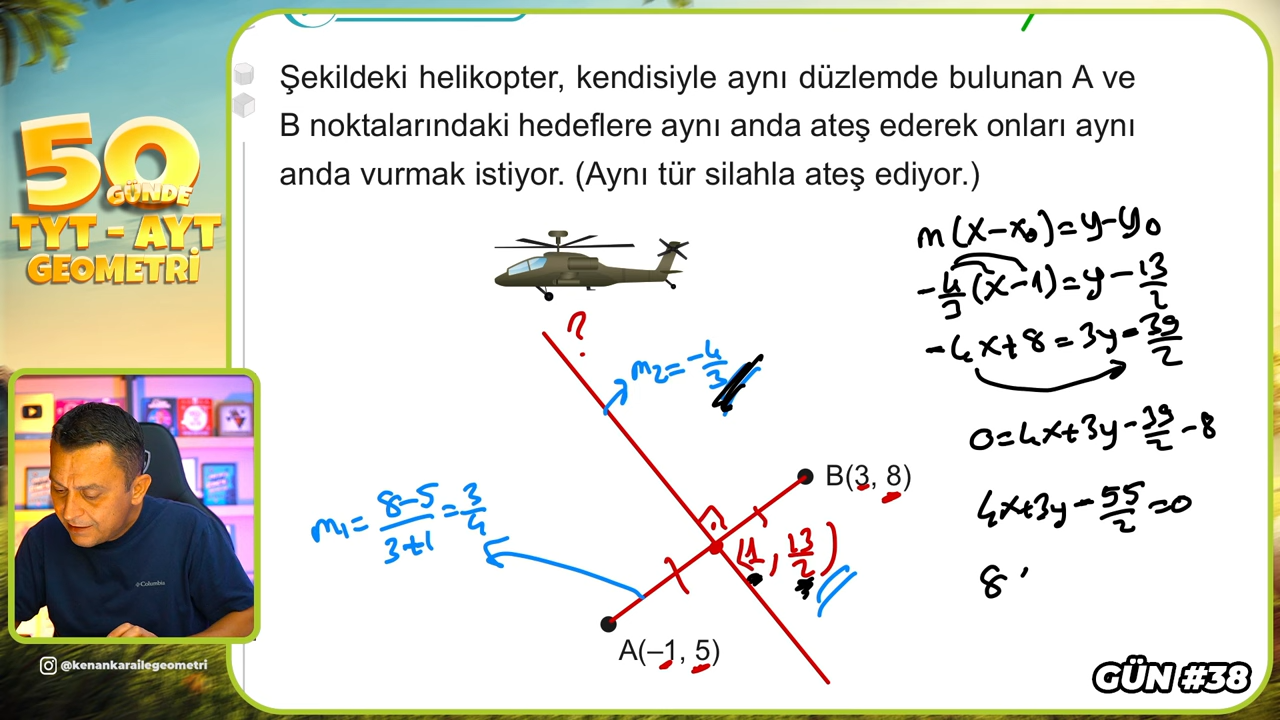 50
GÜNDE
TYT - AYT
GEOMETRİ
Şekildeki helikopter, kendisiyle aynı düzlemde bulunan A ve
B noktalarındaki hedeflere aynı anda ateş ederek onları aynı
anda vurmak istiyor. (Aynı tür silahla ateş ediyor.)
m(x-x₀)=y-y₀
-4/3(x-1)=y-13/2
-4x+8=3y-39/2
0=4x+3y-39/2-8
4x+3y-55/2=0
8
?
m₂=-4/3
B(3, 8)
m₁=8-5/3+1=3/4
(1, 13/2)
A(–1, 5)
Columbia
@kenankarailegeometri
GÜN #38